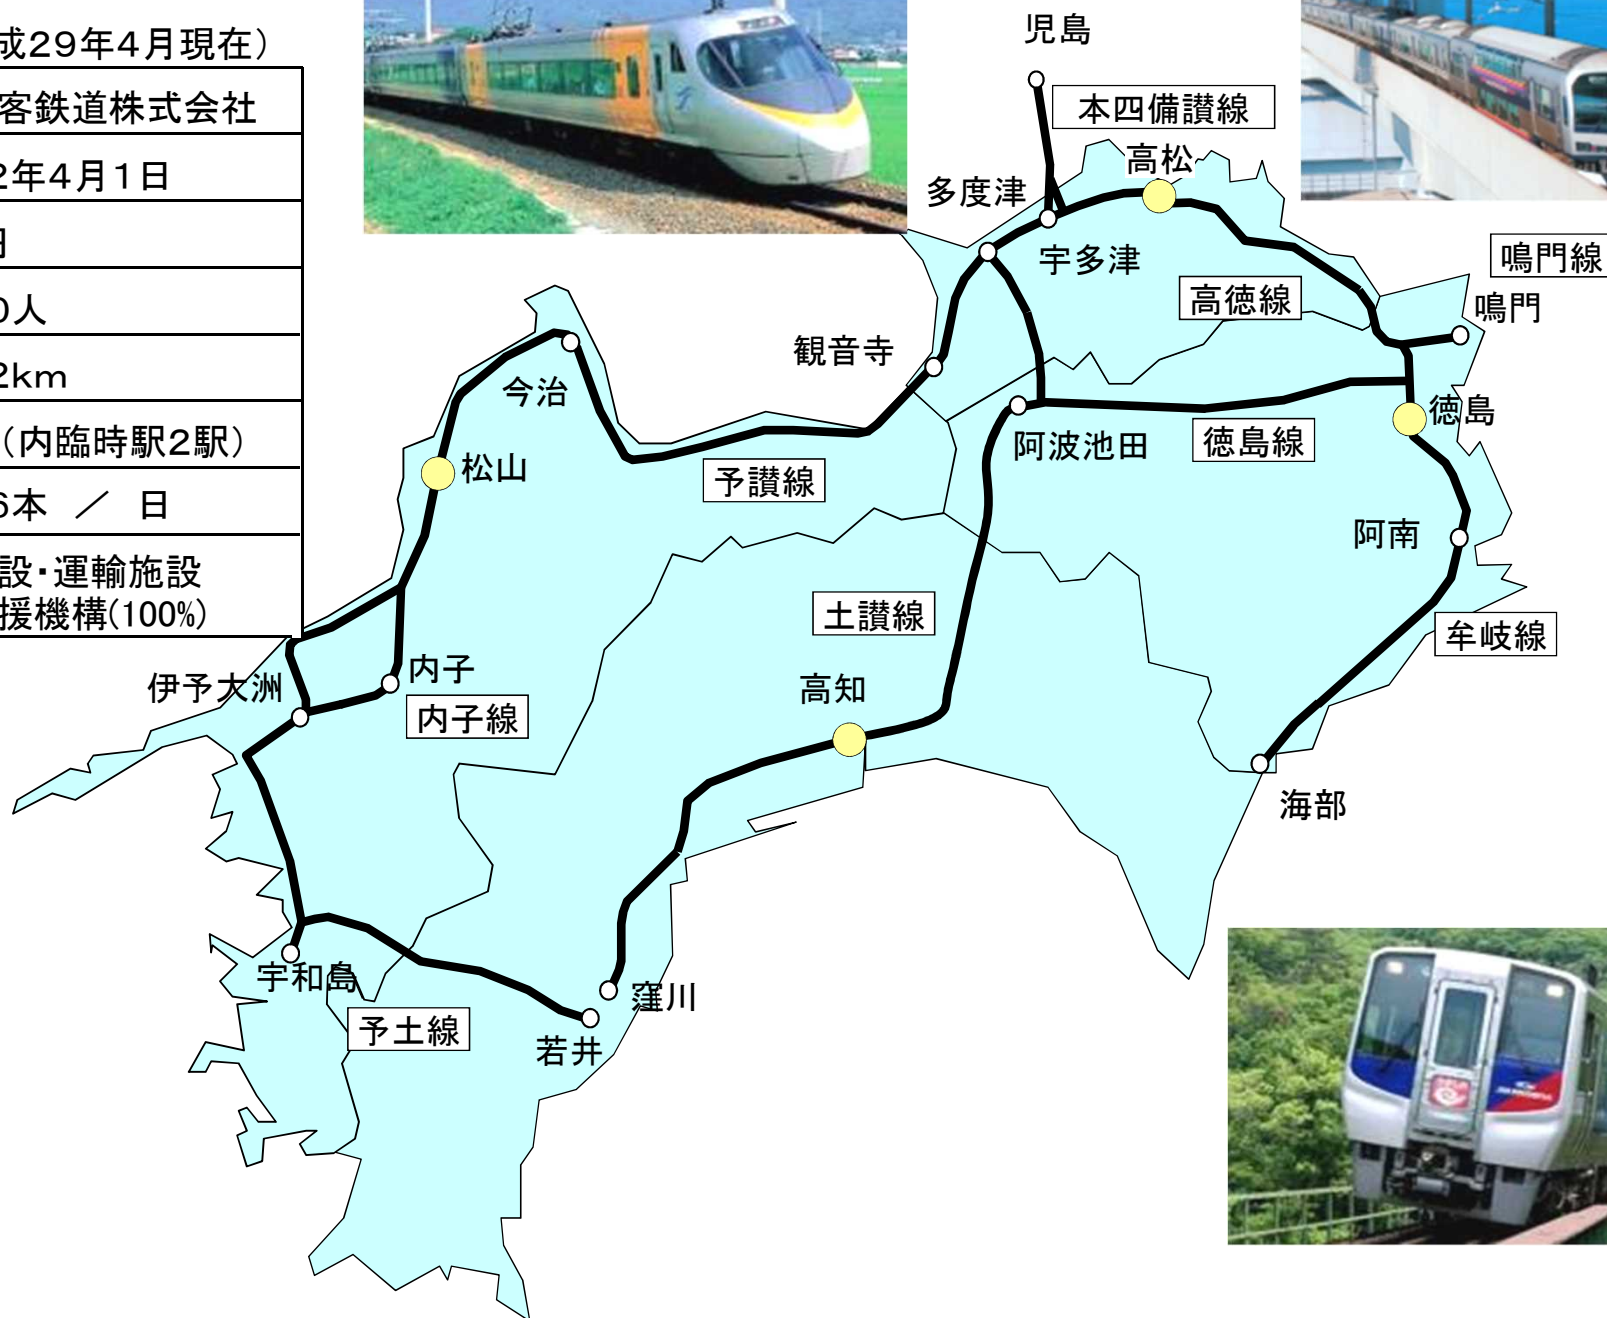 成29年4月現在）
客鉄道株式会社
2年4月1日
円
0人
2km
（内臨時駅2駅）
6本　／　日
設・運輸施設
援機構(100%)
児島
本四備讃線
高松
多度津
宇多津
鳴門線
高徳線
鳴門
観音寺
今治
徳島
阿波池田
徳島線
松山
予讃線
阿南
土讃線
牟岐線
内子
伊予大洲
高知
内子線
海部
宇和島
窪川
予土線
若井